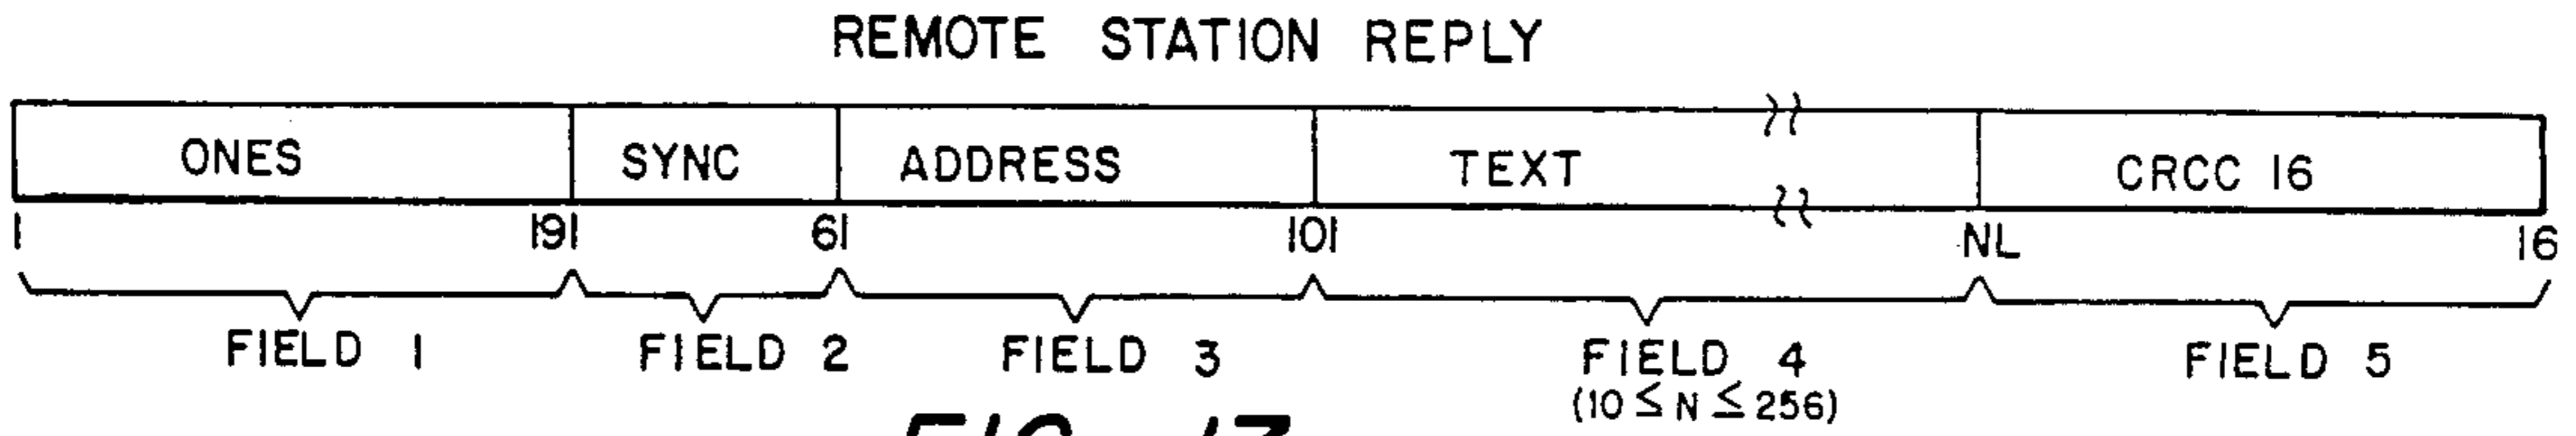 REMOTE STATION REPLY
ONES SYNC ADDRESS TEXT CRCC 16
1 191 61 101 NL 16
FIELD 1 FIELD 2 FIELD 3 FIELD 4 FIELD 5
(10 ≤ N ≤ 256)
FIG.